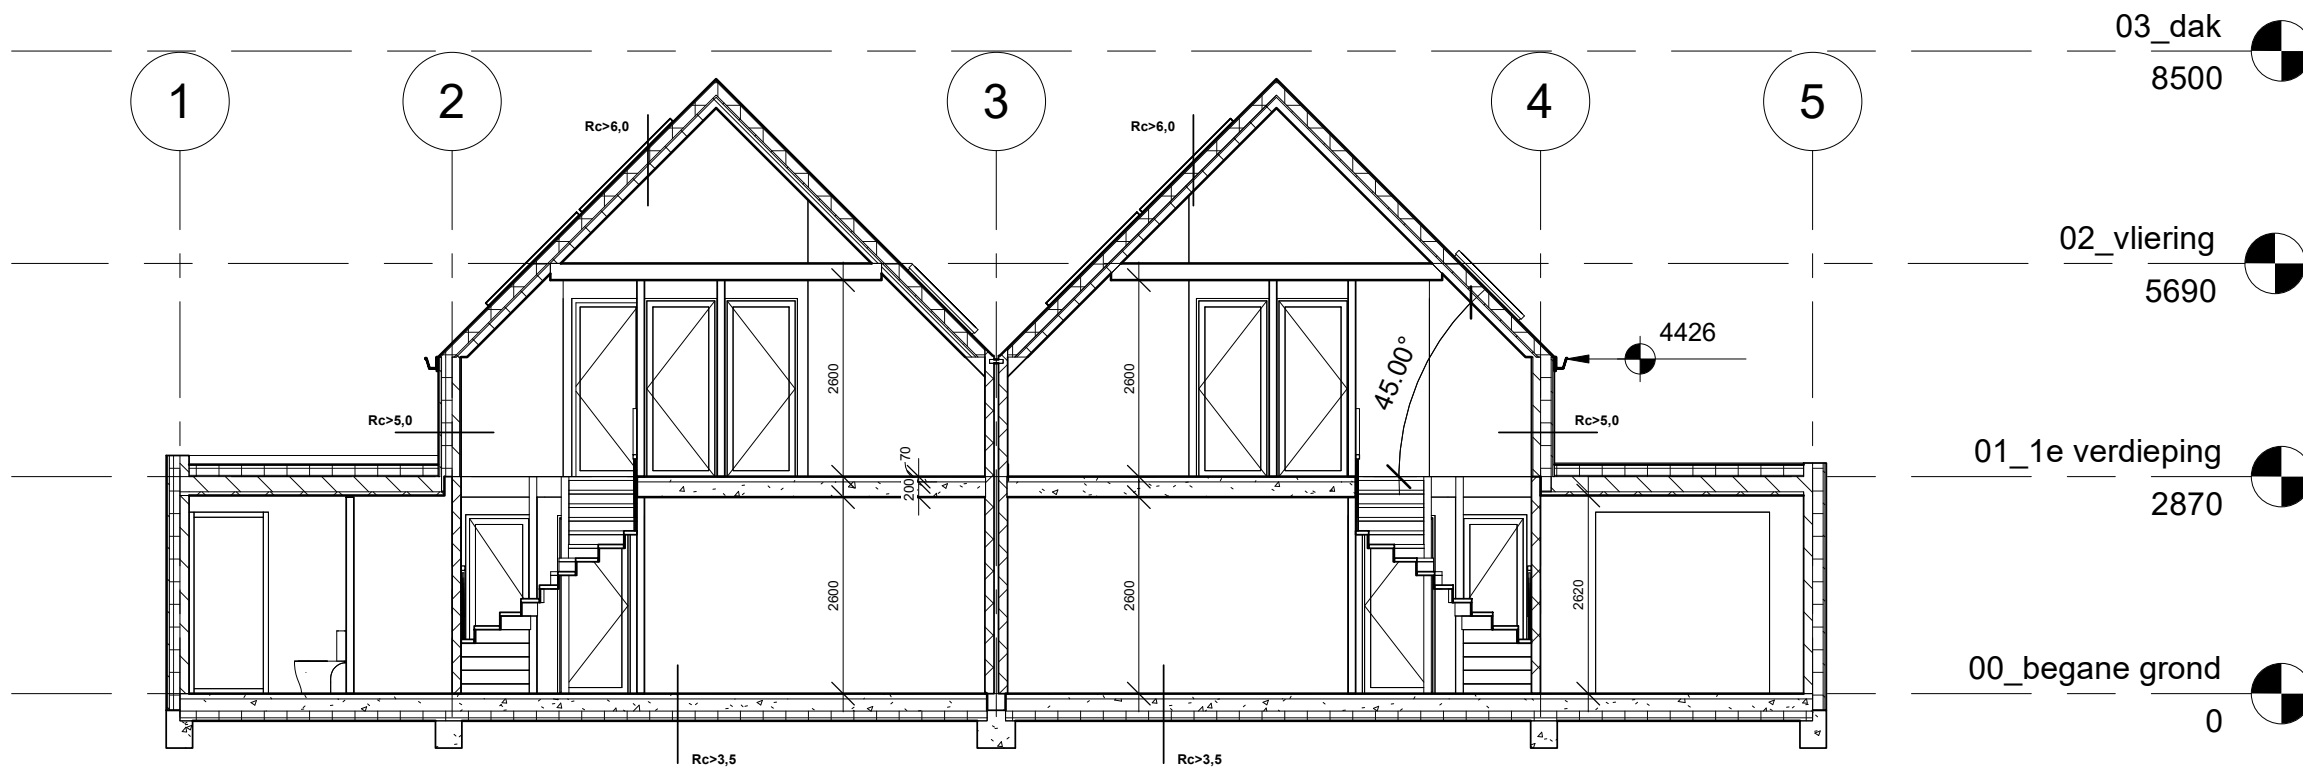 03_dak
8500
1
2
3
4
5
Rc>6,0
Rc>6,0
02_vliering
5690
4426
45.00°
2600
2600
Rc>5,0
Rc>5,0
01_1e verdieping
2870
70
200
2600
2600
2620
00_begane grond
0
Rc>3,5
Rc>3,5